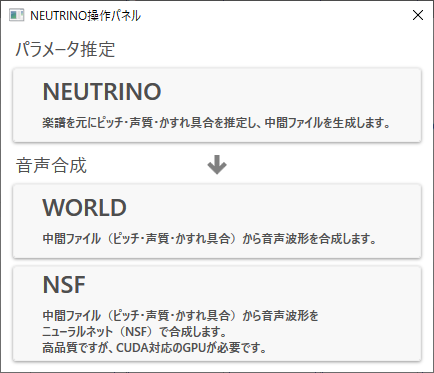 NEUTRINO操作パネル
パラメータ推定
NEUTRINO
楽譜を元にピッチ・声質・かすれ具合を推定し、中間ファイルを生成します。
音声合成
WORLD
中間ファイル（ピッチ・声質・かすれ具合）から音声波形を合成します。
NSF
中間ファイル（ピッチ・声質・かすれ具合）から音声波形を
ニューラルネット（NSF）で合成します。
高品質ですが、CUDA対応のGPUが必要です。